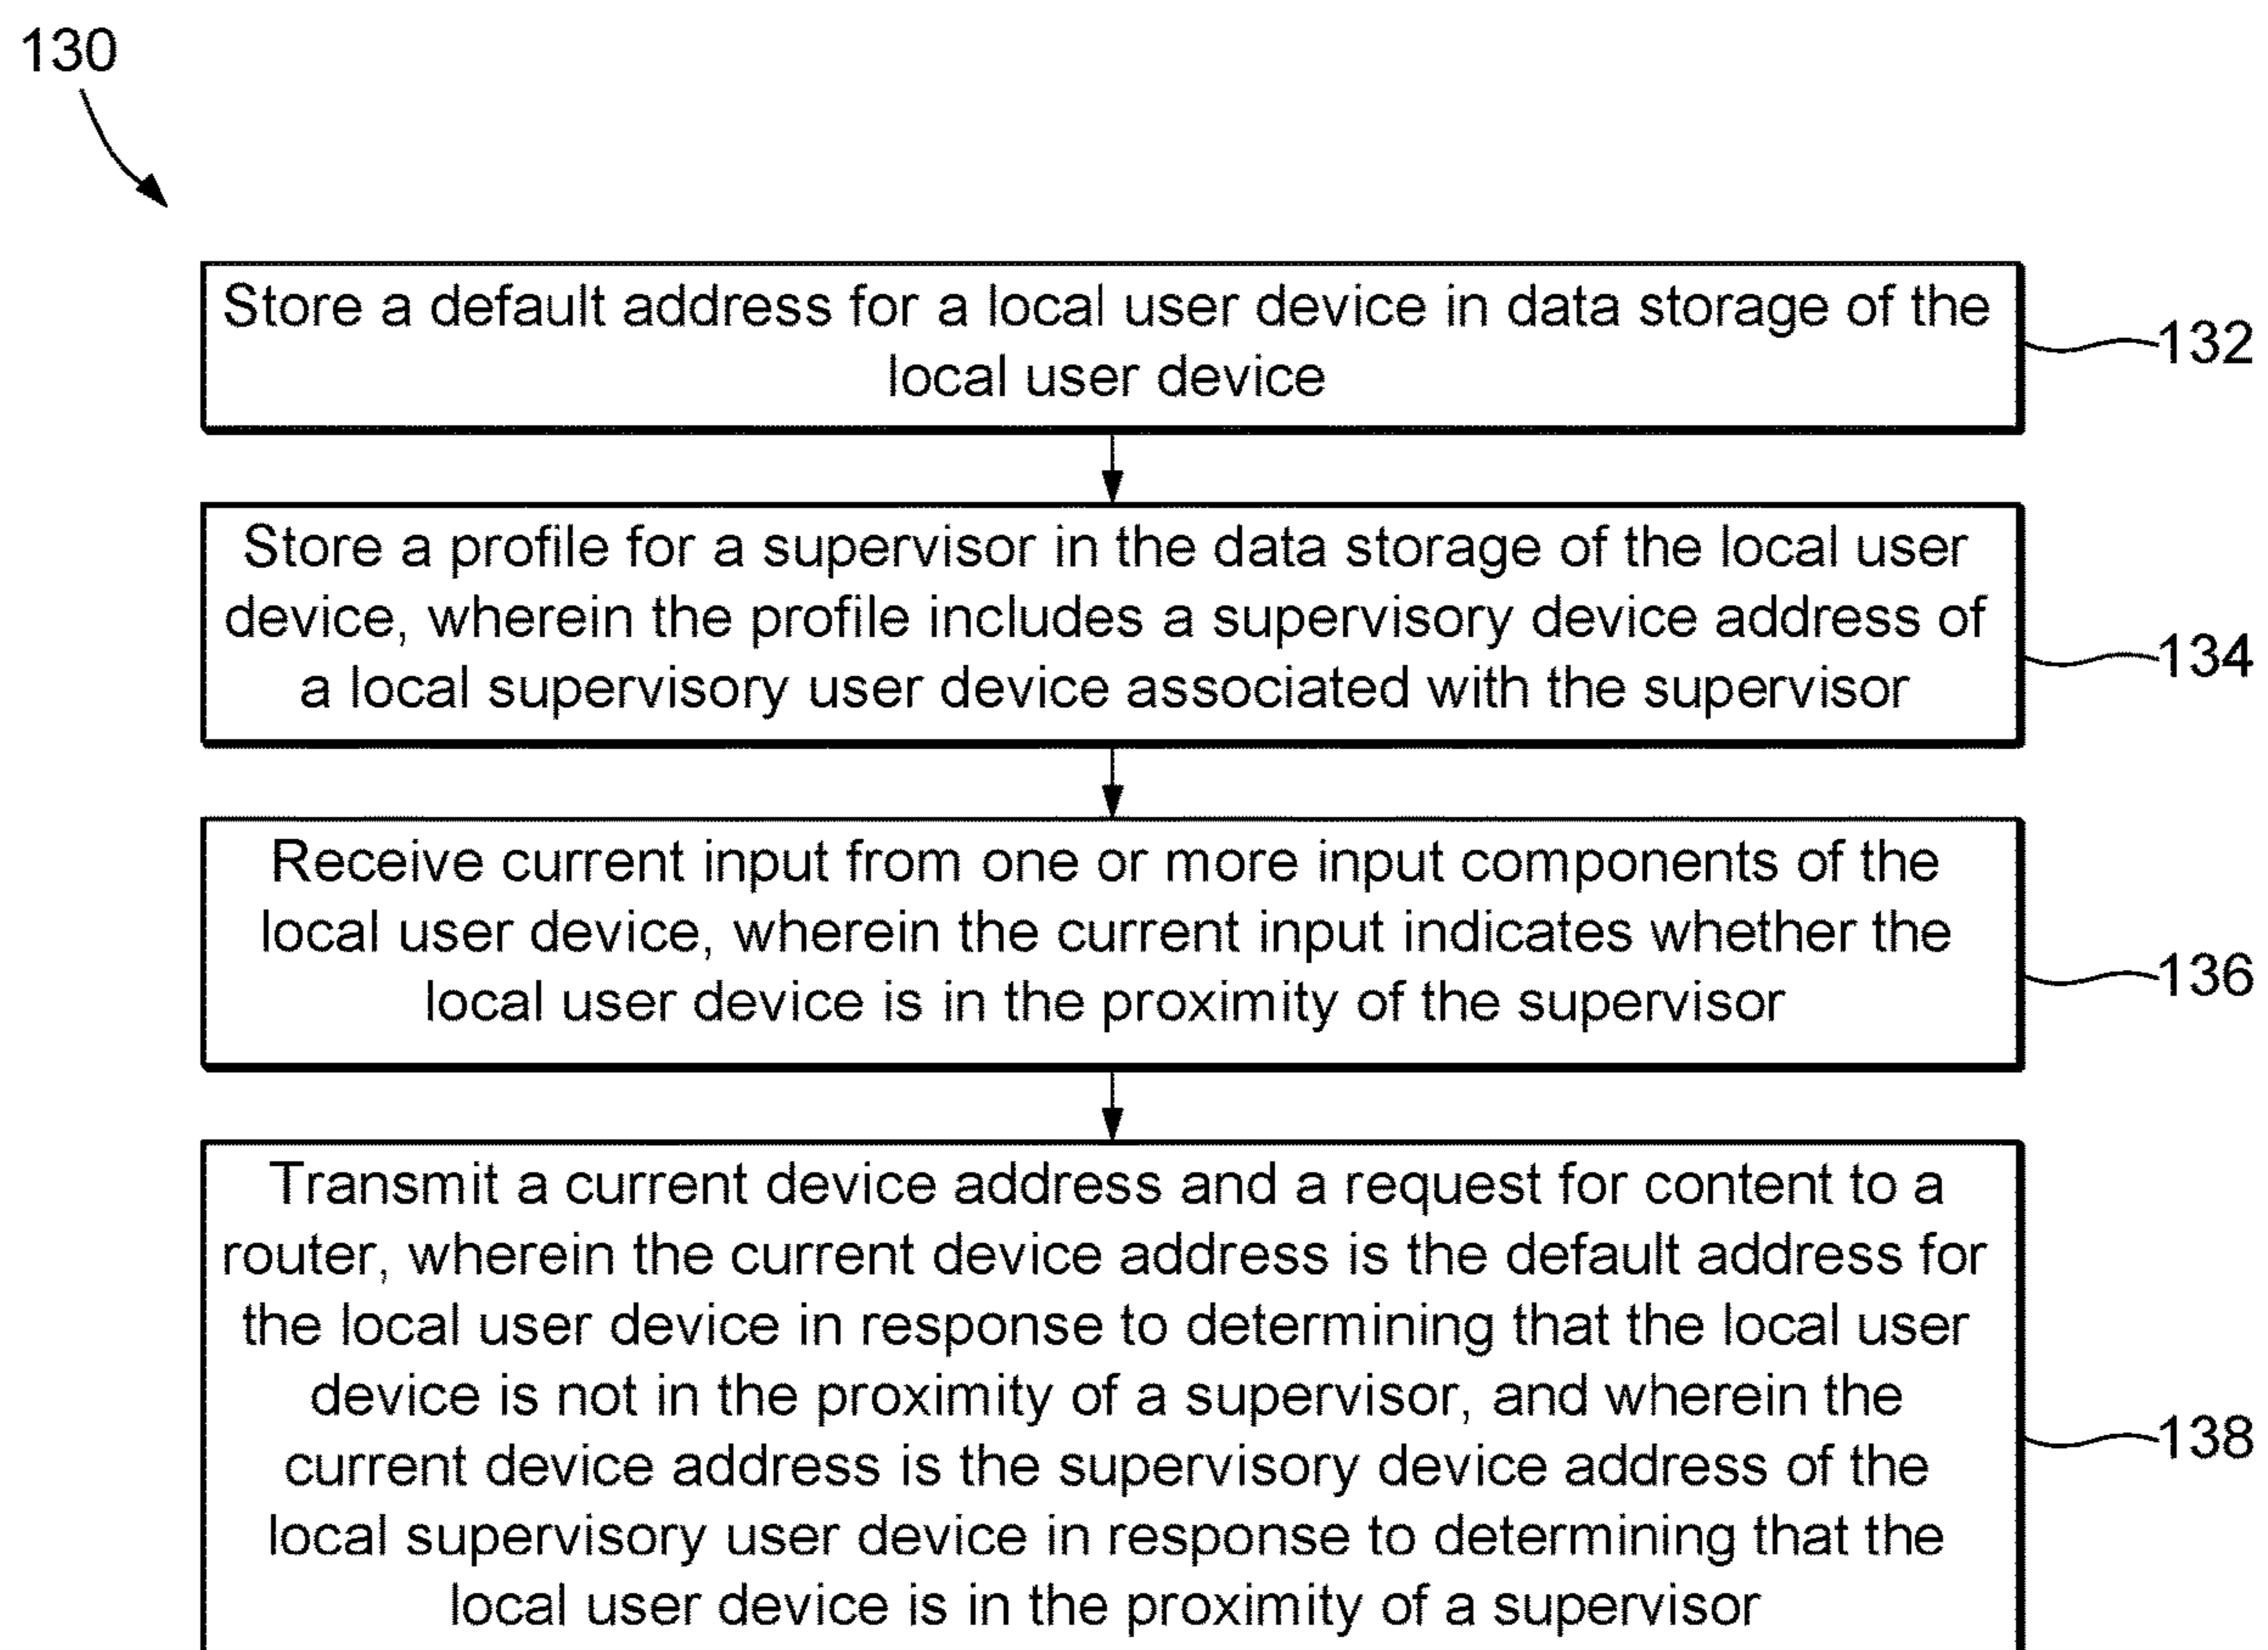 130
Store a default address for a local user device in data storage of the
local user device
132
Store a profile for a supervisor in the data storage of the local user
device, wherein the profile includes a supervisory device address of
a local supervisory user device associated with the supervisor
134
Receive current input from one or more input components of the
local user device, wherein the current input indicates whether the
local user device is in the proximity of the supervisor
136
Transmit a current device address and a request for content to a
router, wherein the current device address is the default address for
the local user device in response to determining that the local user
device is not in the proximity of a supervisor, and wherein the
current device address is the supervisory device address of the
local supervisory user device in response to determining that the
local user device is in the proximity of a supervisor
138